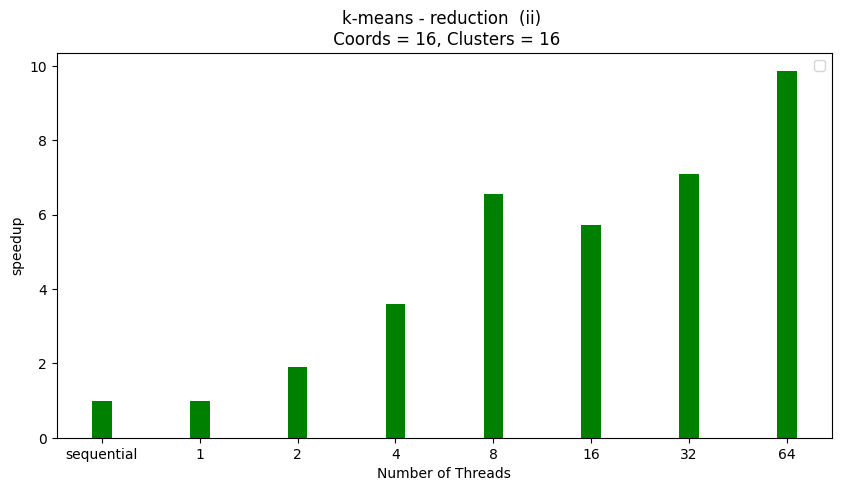 k-means - reduction  (ii)
Coords = 16, Clusters = 16
10
8
6
4
2
0
speedup
sequential 1 2 4 8 16 32 64
Number of Threads